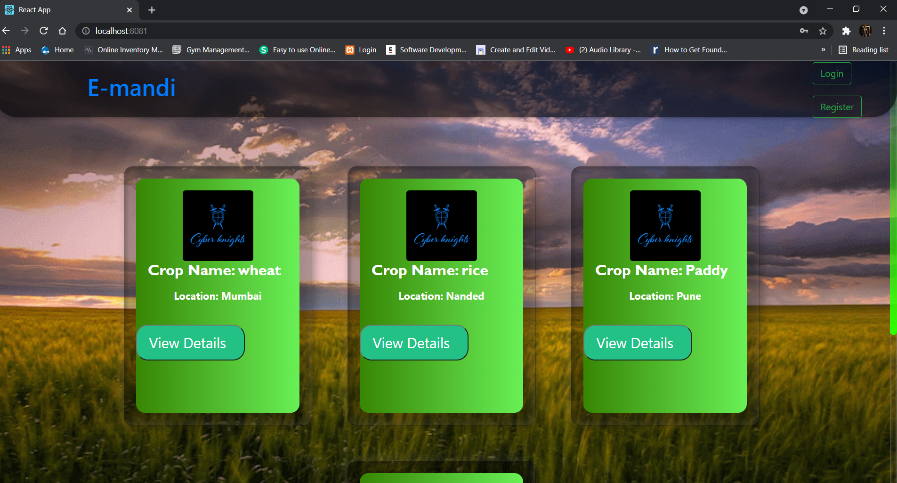 React App
localhost:8081
Apps
Home
Online Inventory M...
Gym Management...
Easy to use Online...
Login
Software Developm...
Create and Edit Vid...
(2) Audio Library -...
How to Get Found...
»
Reading list
E-mandi
Login
Register
Cyber knights
Cyber knights
Cyber knights
Crop Name: wheat
Crop Name: rice
Crop Name: Paddy
Location: Mumbai
Location: Nanded
Location: Pune
View Details
View Details
View Details